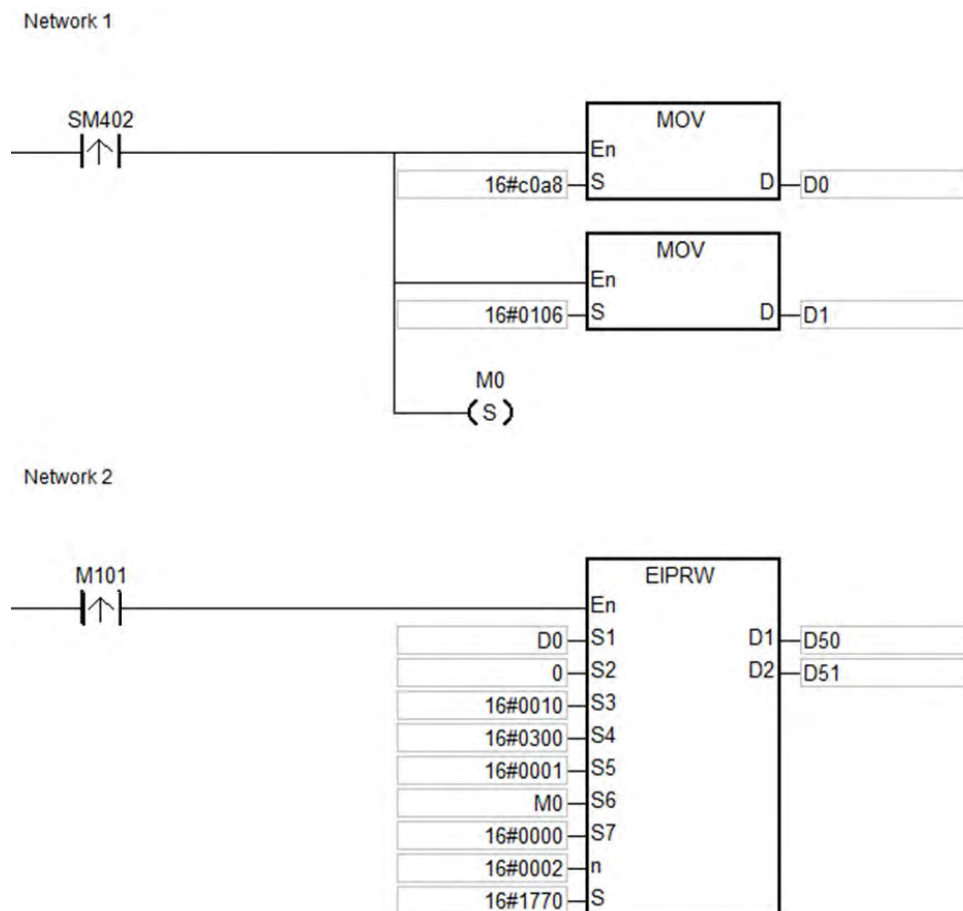 Network 1
SM402
MOV
En
16#c0a8 S D D0
MOV
En
16#0106 S D D1
M0
S
Network 2
M101
EIPRW
En
D0 S1 D1 D50
0 S2 D2 D51
16#0010 S3
16#0300 S4
16#0001 S5
M0 S6
16#0000 S7
16#0002 n
16#1770 S